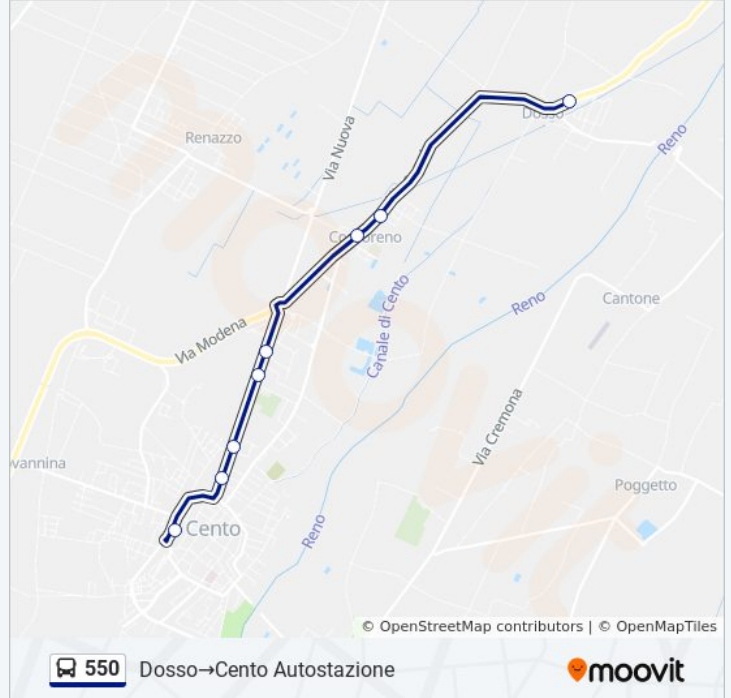 Renazzo
Via Nuova
Dosso
Reno
Corporeno
Canale di Cento
Reno
Cantone
Via Modena
Via Cremona
ovannina
Poggetto
Cento
Reno
© OpenStreetMap contributors | © OpenMapTiles
550 Dosso→Cento Autostazione
moovit